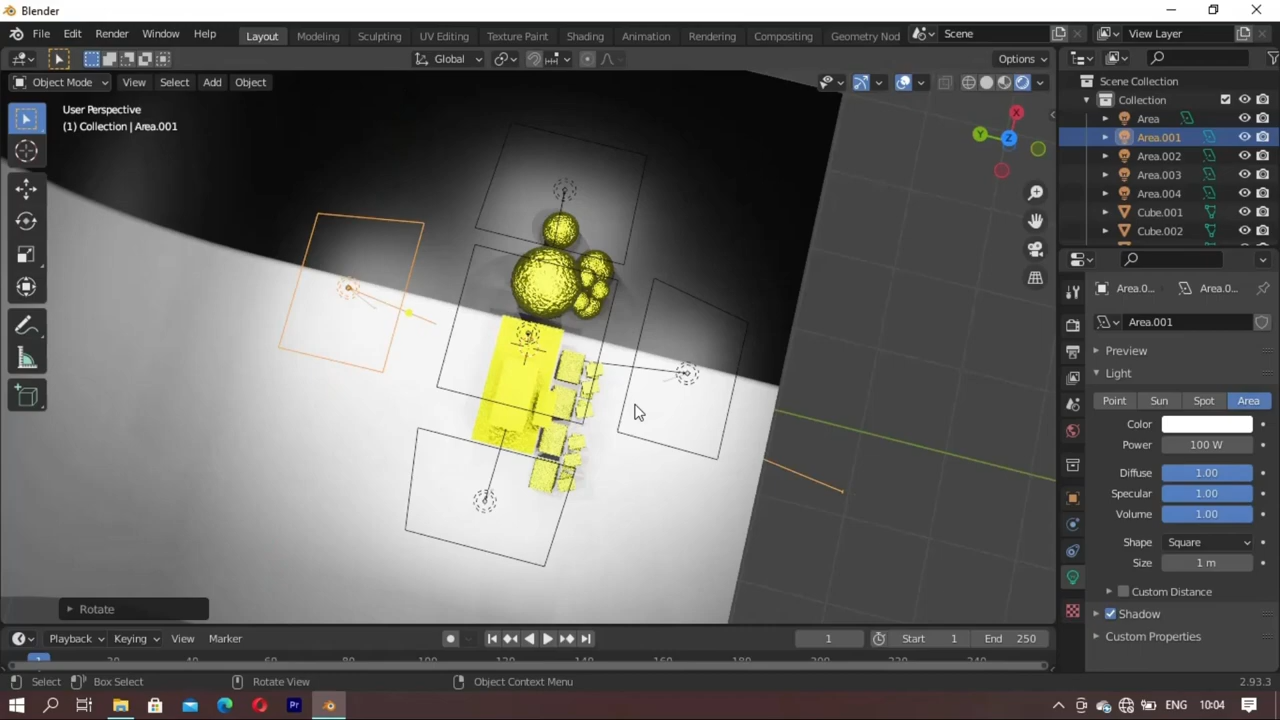 Blender
File Edit Render Window Help
Layout Modeling Sculpting UV Editing Texture Paint Shading Animation Rendering Compositing Geometry Nod
Scene
View Layer
Global
Options
Object Mode View Select Add Object
User Perspective
(1) Collection | Area.001
X
Y
Z
Scene Collection
Collection
Area
Area.001
Area.002
Area.003
Area.004
Cube.001
Cube.002
Area.0... Area.0...
Area.001
Preview
Light
Point Sun Spot Area
Color
Power 100 W
Diffuse 1.00
Specular 1.00
Volume 1.00
Shape Square
Size 1 m
Custom Distance
Shadow
Custom Properties
Rotate
Playback Keying View Marker
1 Start 1 End 250
1
Select Box Select Rotate View Object Context Menu
2.93.3
Pr
ENG 10:04